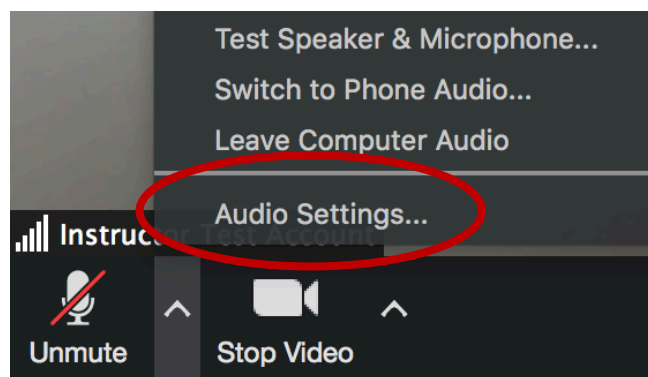 Test Speaker & Microphone...
Switch to Phone Audio...
Leave Computer Audio
Audio Settings...
Instructor Test Account
Unmute
Stop Video